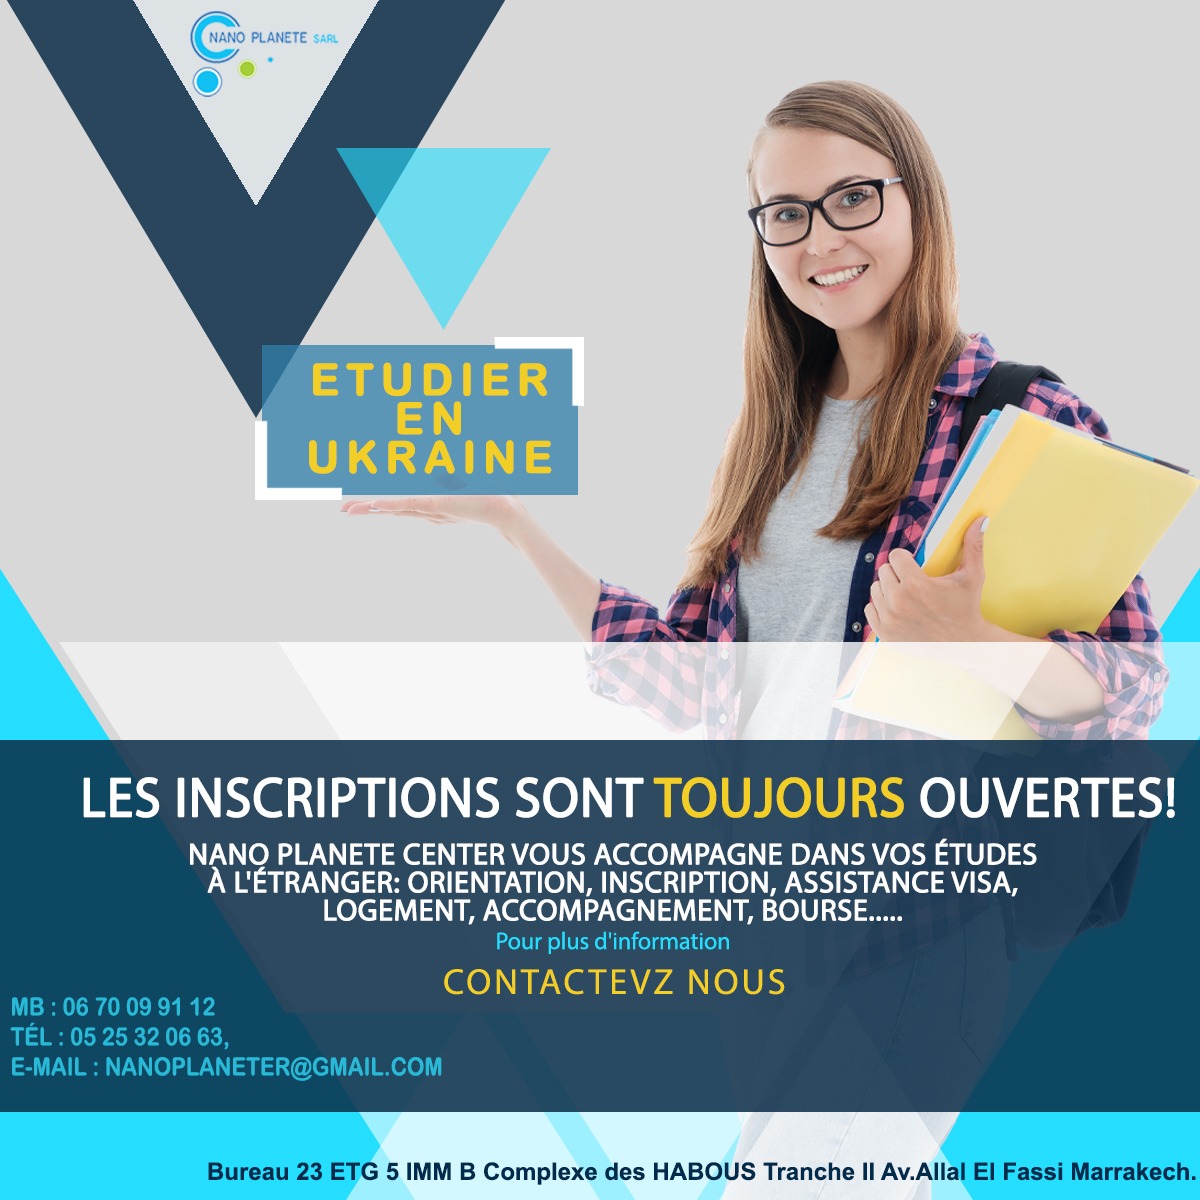 NANO PLANETE SARL
ETUDIER
EN
UKRAINE
LES INSCRIPTIONS SONT TOUJOURS OUVERTES!
NANO PLANETE CENTER VOUS ACCOMPAGNE DANS VOS ÉTUDES
À L'ÉTRANGER: ORIENTATION, INSCRIPTION, ASSISTANCE VISA,
LOGEMENT, ACCOMPAGNEMENT, BOURSE.....
Pour plus d'information
CONTACTEVZ NOUS
MB : 06 70 09 91 12
TÉL : 05 25 32 06 63,
E-MAIL : NANOPLANETER@GMAIL.COM
Bureau 23 ETG 5 IMM B Complexe des HABOUS Tranche II Av.Allal El Fassi Marrakech.